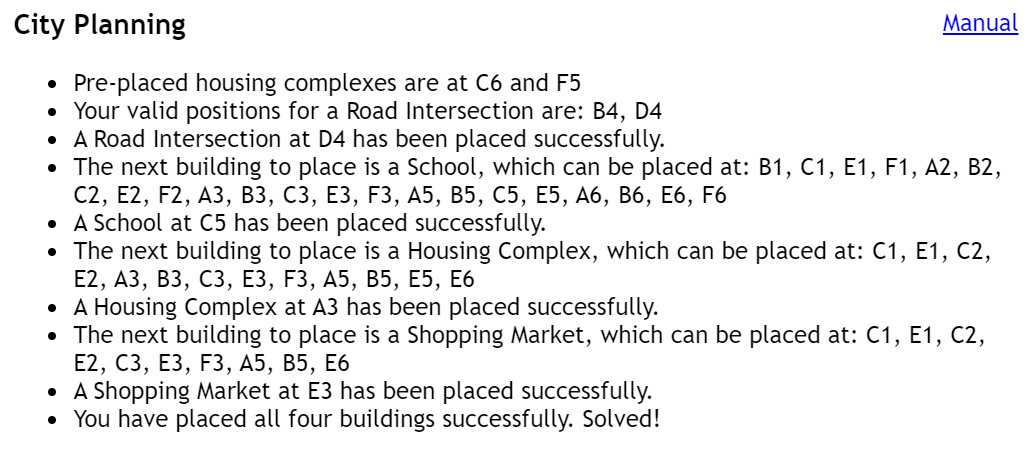 City Planning
Manual
• Pre-placed housing complexes are at C6 and F5
• Your valid positions for a Road Intersection are: B4, D4
• A Road Intersection at D4 has been placed successfully.
• The next building to place is a School, which can be placed at: B1, C1, E1, F1, A2, B2,
C2, E2, F2, A3, B3, C3, E3, F3, A5, B5, C5, E5, A6, B6, E6, F6
• A School at C5 has been placed successfully.
• The next building to place is a Housing Complex, which can be placed at: C1, E1, C2,
E2, A3, B3, C3, E3, F3, A5, B5, E5, E6
• A Housing Complex at A3 has been placed successfully.
• The next building to place is a Shopping Market, which can be placed at: C1, E1, C2,
E2, C3, E3, F3, A5, B5, E6
• A Shopping Market at E3 has been placed successfully.
• You have placed all four buildings successfully. Solved!